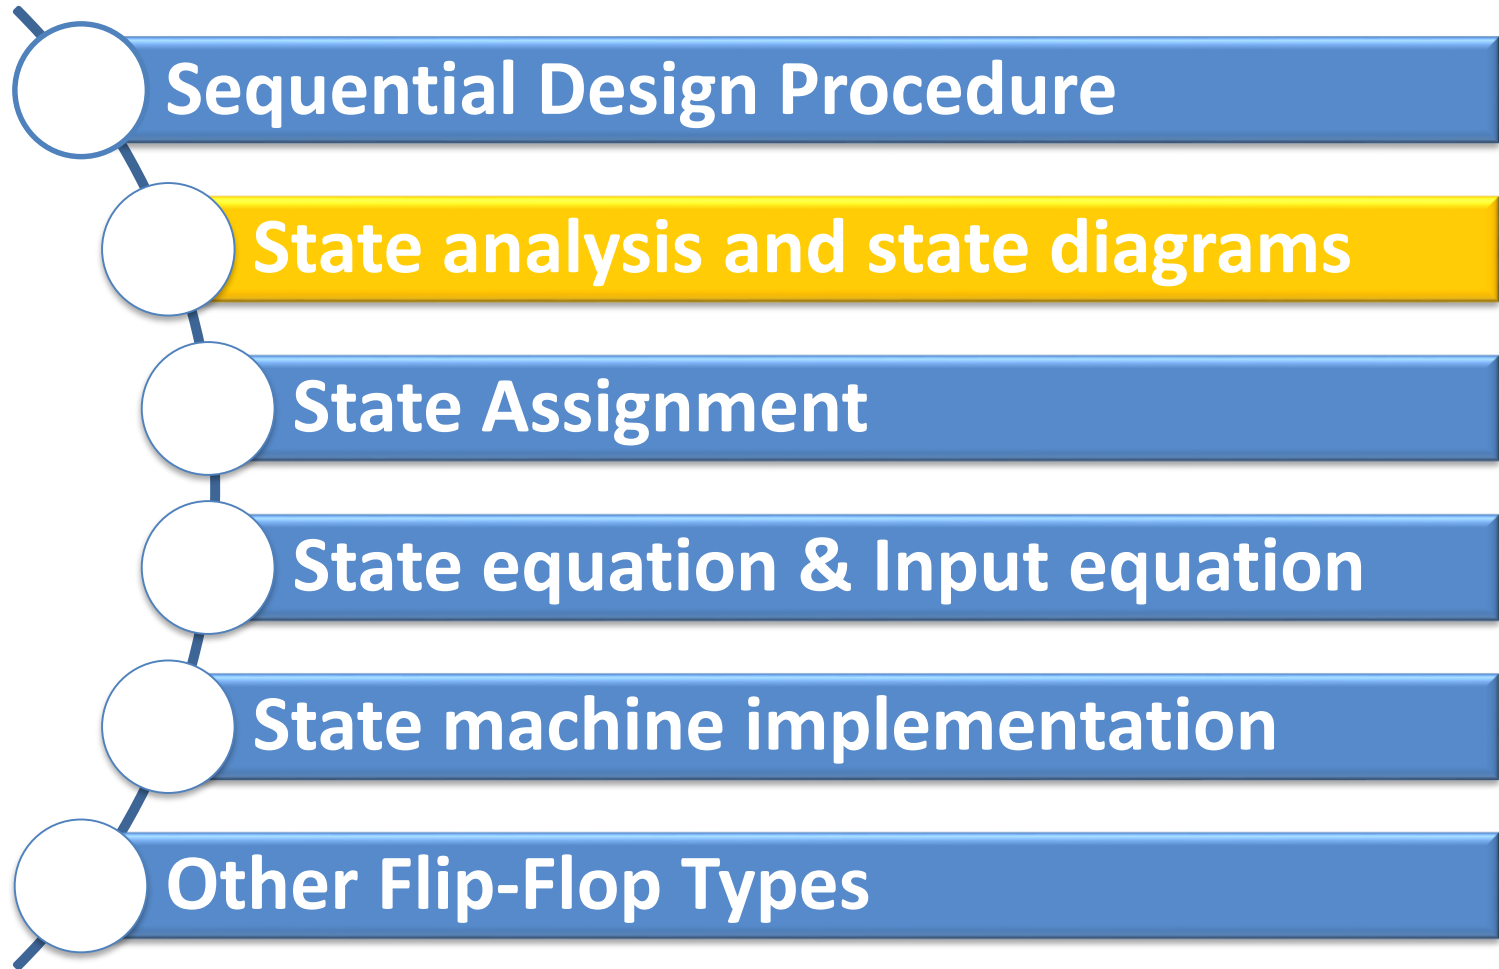 Sequential Design Procedure
State analysis and state diagrams
State Assignment
State equation & Input equation
State machine implementation
Other Flip-Flop Types